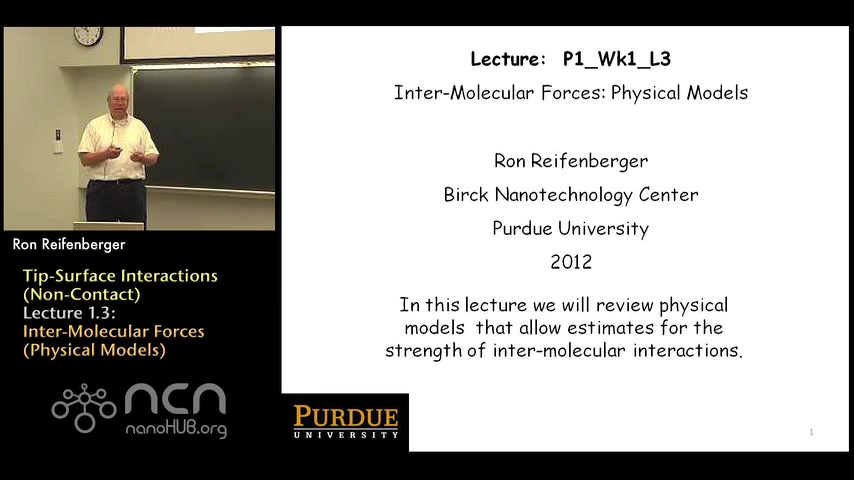 Lecture: P1_Wk1_L3
Inter-Molecular Forces: Physical Models
Ron Reifenberger
Birck Nanotechnology Center
Purdue University
2012
In this lecture we will review physical
models that allow estimates for the
strength of inter-molecular interactions.
1
Ron Reifenberger
Tip-Surface Interactions
(Non-Contact)
Lecture 1.3:
Inter-Molecular Forces
(Physical Models)
ncn
nanoHUB.org
PURDUE
UNIVERSITY